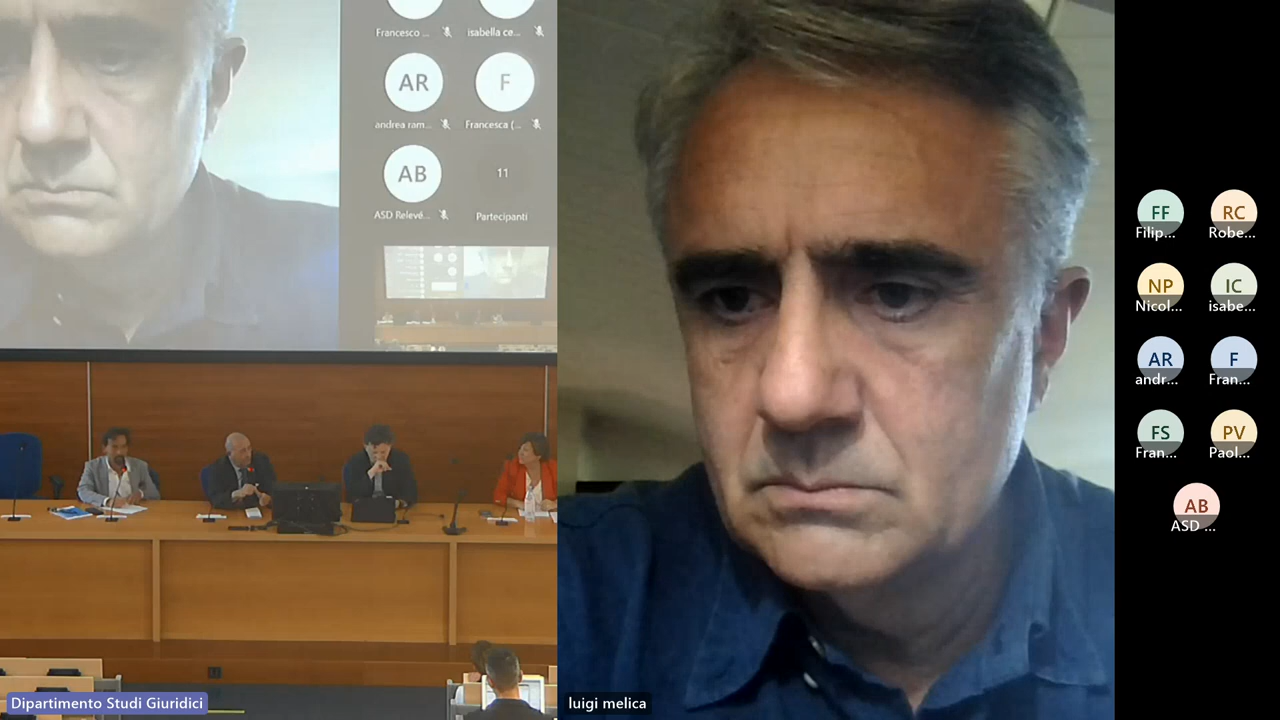 Francesco ...
isabella ce...
AR
F
andrea ram...
Francesca (...
AB
11
ASD Relevé...
Partecipanti
Dipartimento Studi Giuridici
luigi melica
FF
RC
Filip...
Robe...
NP
IC
Nicol...
isabe...
AR
F
andr...
Fran...
FS
PV
Fran...
Paol...
AB
ASD ...